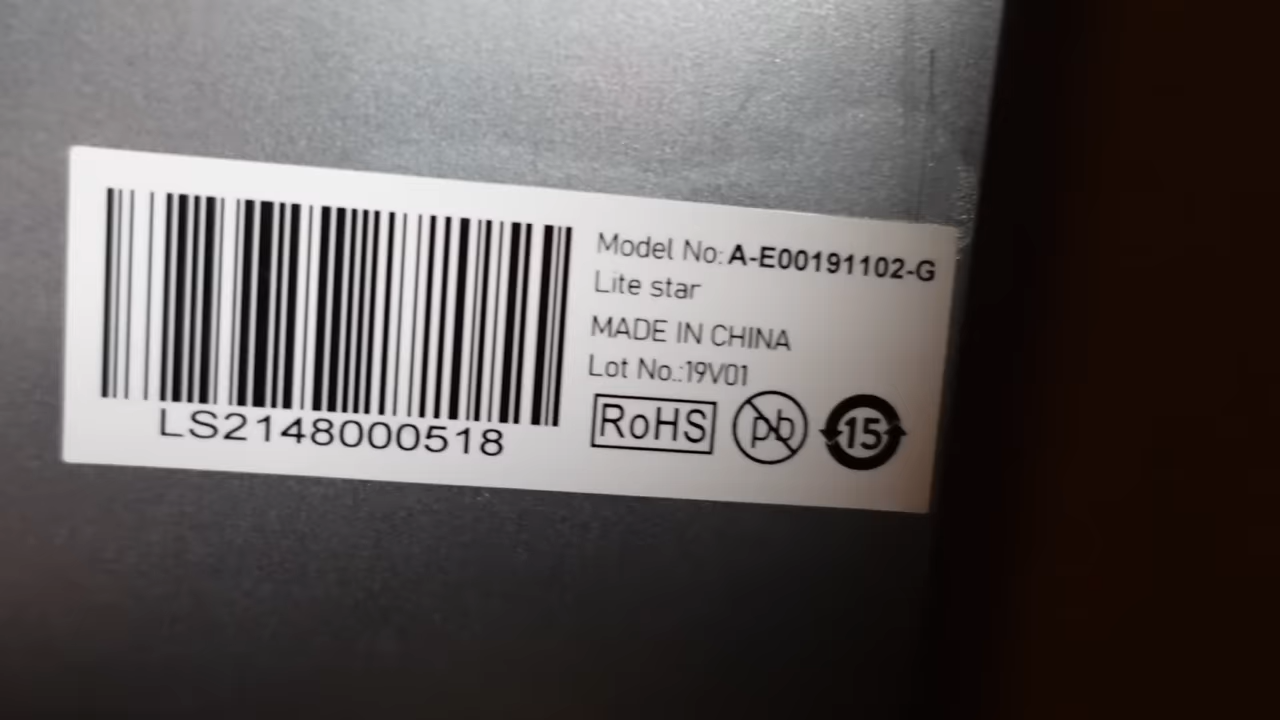 Model No: A-E00191102-G
Lite star
MADE IN CHINA
Lot No.:19V01
RoHS pb 15
LS2148000518